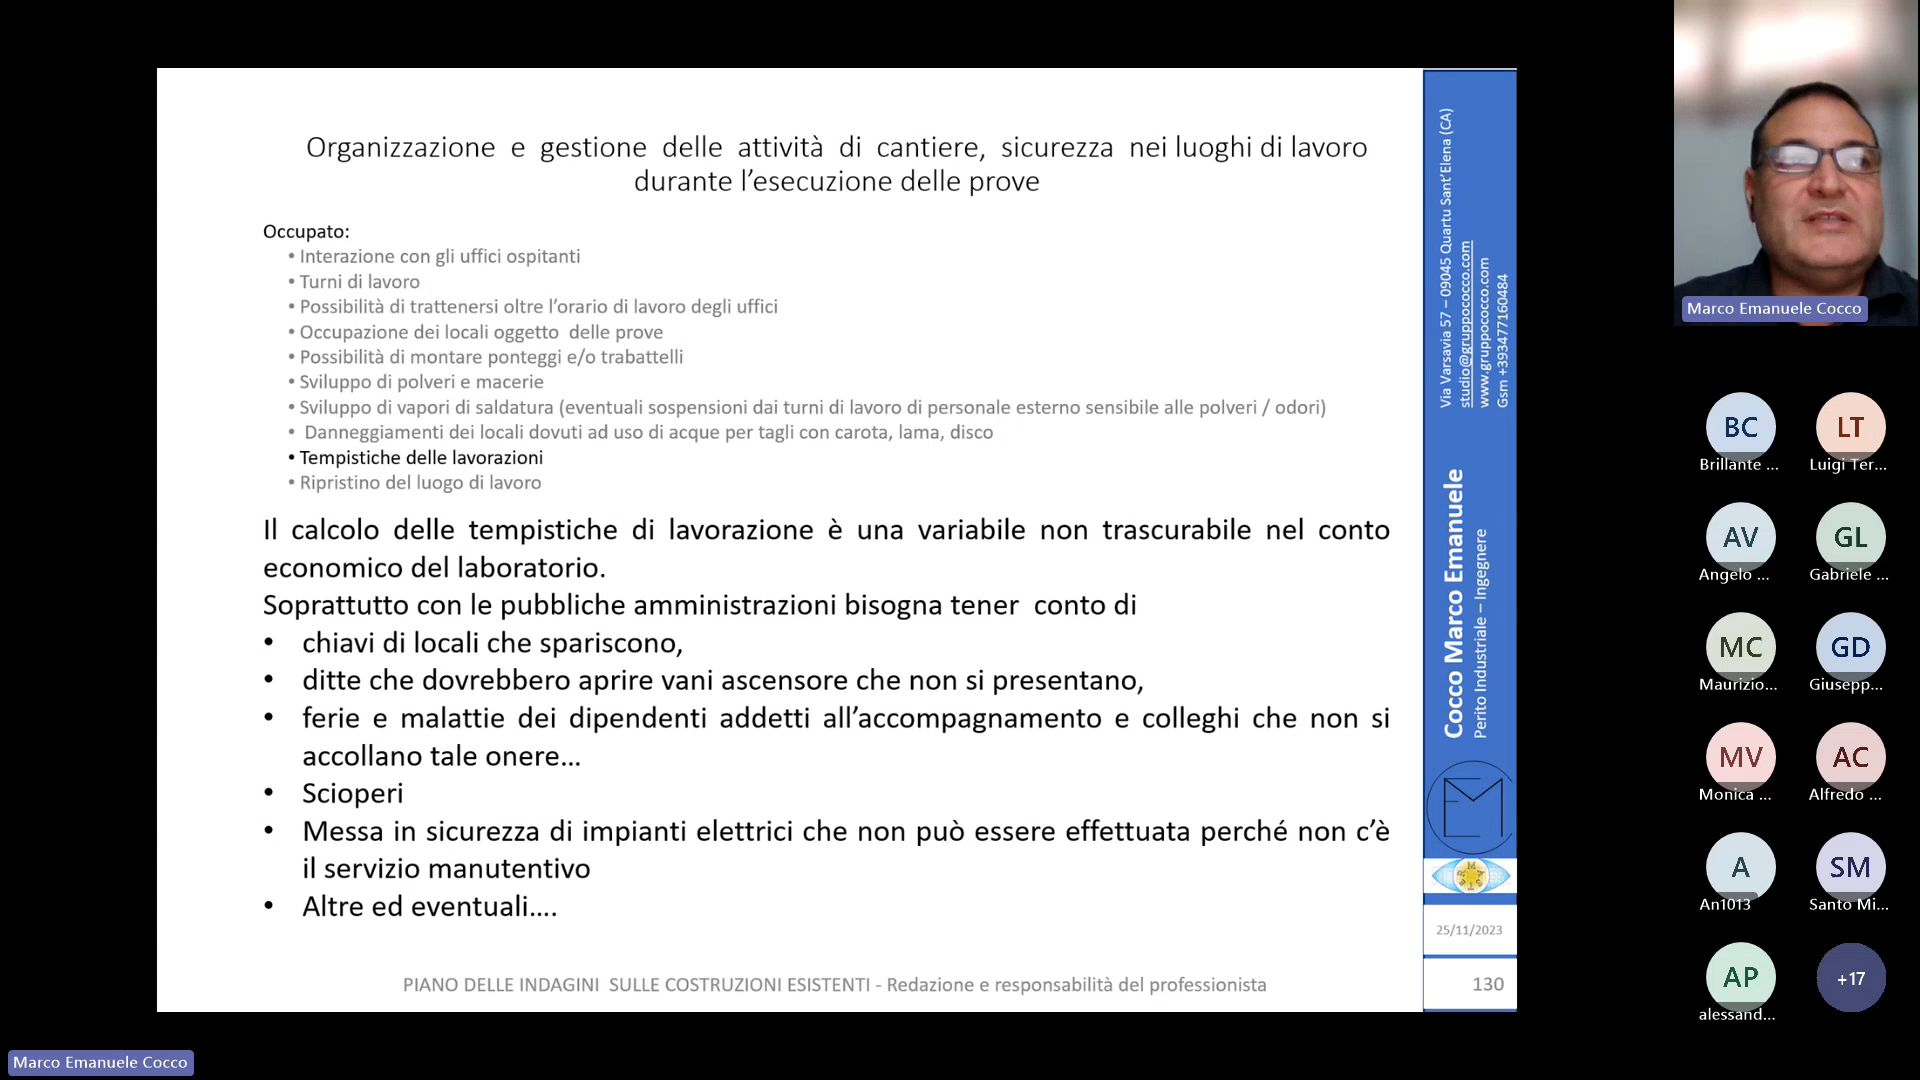 Organizzazione e gestione delle attività di cantiere, sicurezza nei luoghi di lavoro
durante l’esecuzione delle prove
Occupato:
• Interazione con gli uffici ospitanti
• Turni di lavoro
• Possibilità di trattenersi oltre l’orario di lavoro degli uffici
• Occupazione dei locali oggetto delle prove
• Possibilità di montare ponteggi e/o trabattelli
• Sviluppo di polveri e macerie
• Sviluppo di vapori di saldatura (eventuali sospensioni dai turni di lavoro di personale esterno sensibile alle polveri / odori)
• Danneggiamenti dei locali dovuti ad uso di acque per tagli con carota, lama, disco
• Tempistiche delle lavorazioni
• Ripristino del luogo di lavoro
Il calcolo delle tempistiche di lavorazione è una variabile non trascurabile nel conto
economico del laboratorio.
Soprattutto con le pubbliche amministrazioni bisogna tener conto di
• chiavi di locali che spariscono,
• ditte che dovrebbero aprire vani ascensore che non si presentano,
• ferie e malattie dei dipendenti addetti all’accompagnamento e colleghi che non si
accollano tale onere…
• Scioperi
• Messa in sicurezza di impianti elettrici che non può essere effettuata perché non c’è
il servizio manutentivo
• Altre ed eventuali….
PIANO DELLE INDAGINI SULLE COSTRUZIONI ESISTENTI - Redazione e responsabilità del professionista
Via Varsavia 57 – 09045 Quartu Sant’Elena (CA)
studio@gruppococco.com
www.gruppococco.com
Gsm +393477160484
Cocco Marco Emanuele
Perito Industriale – Ingegnere
25/11/2023
130
Marco Emanuele Cocco
BC
Brillante ...
LT
Luigi Ter...
AV
Angelo ...
GL
Gabriele ...
MC
Maurizio...
GD
Giusepp...
MV
Monica ...
AC
Alfredo ...
A
An1013
SM
Santo Mi...
AP
alessand...
+17
Marco Emanuele Cocco